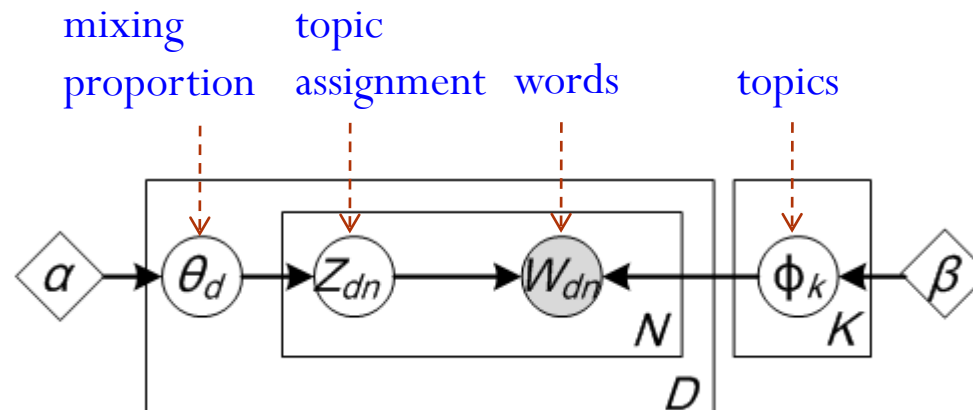 mixing proportion
topic assignment
words
topics
α
θd
Zdn
Wdn
ϕk
β
N
K
D